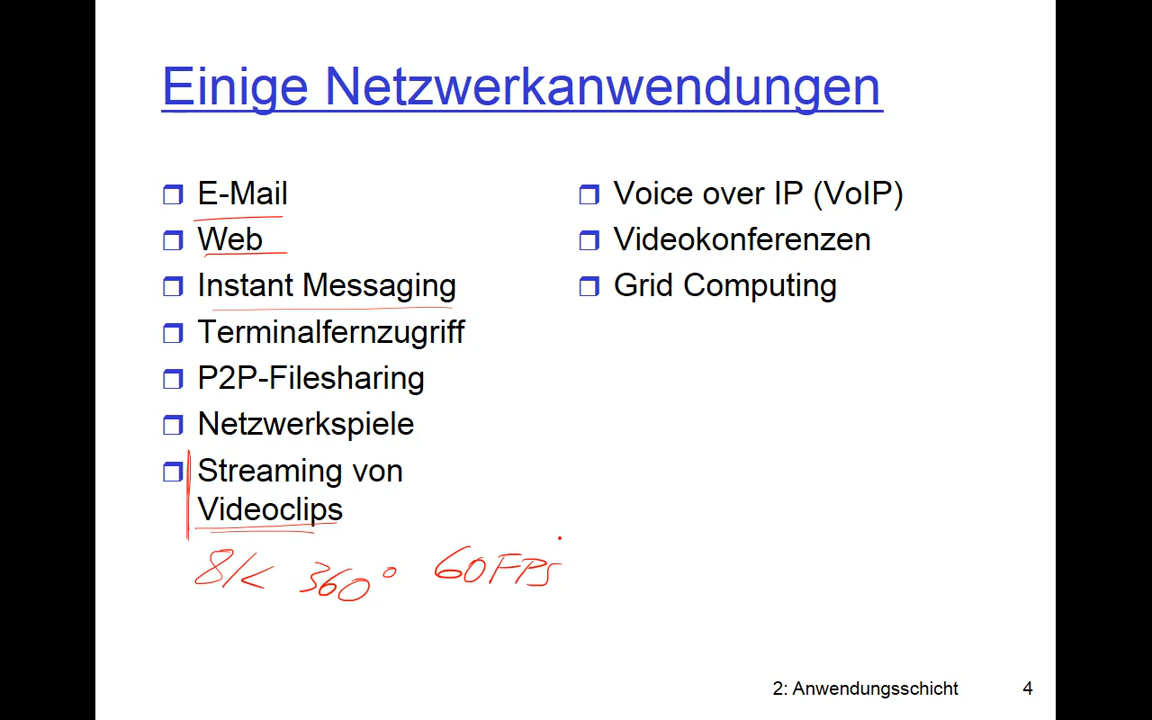 Einige Netzwerkanwendungen
E-Mail
Web
Instant Messaging
Terminalfernzugriff
P2P-Filesharing
Netzwerkspiele
Streaming von
Videoclips
8K 360° 60FPS
Voice over IP (VoIP)
Videokonferenzen
Grid Computing
2: Anwendungsschicht 4